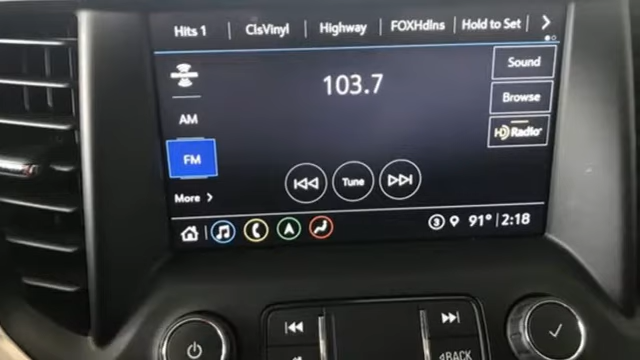 Hits 1 ClsVinyl Highway FOXHdlns Hold to Set
Sound
103.7
Browse
AM
HD Radio
FM
Tune
More
3 91° 2:18
BACK